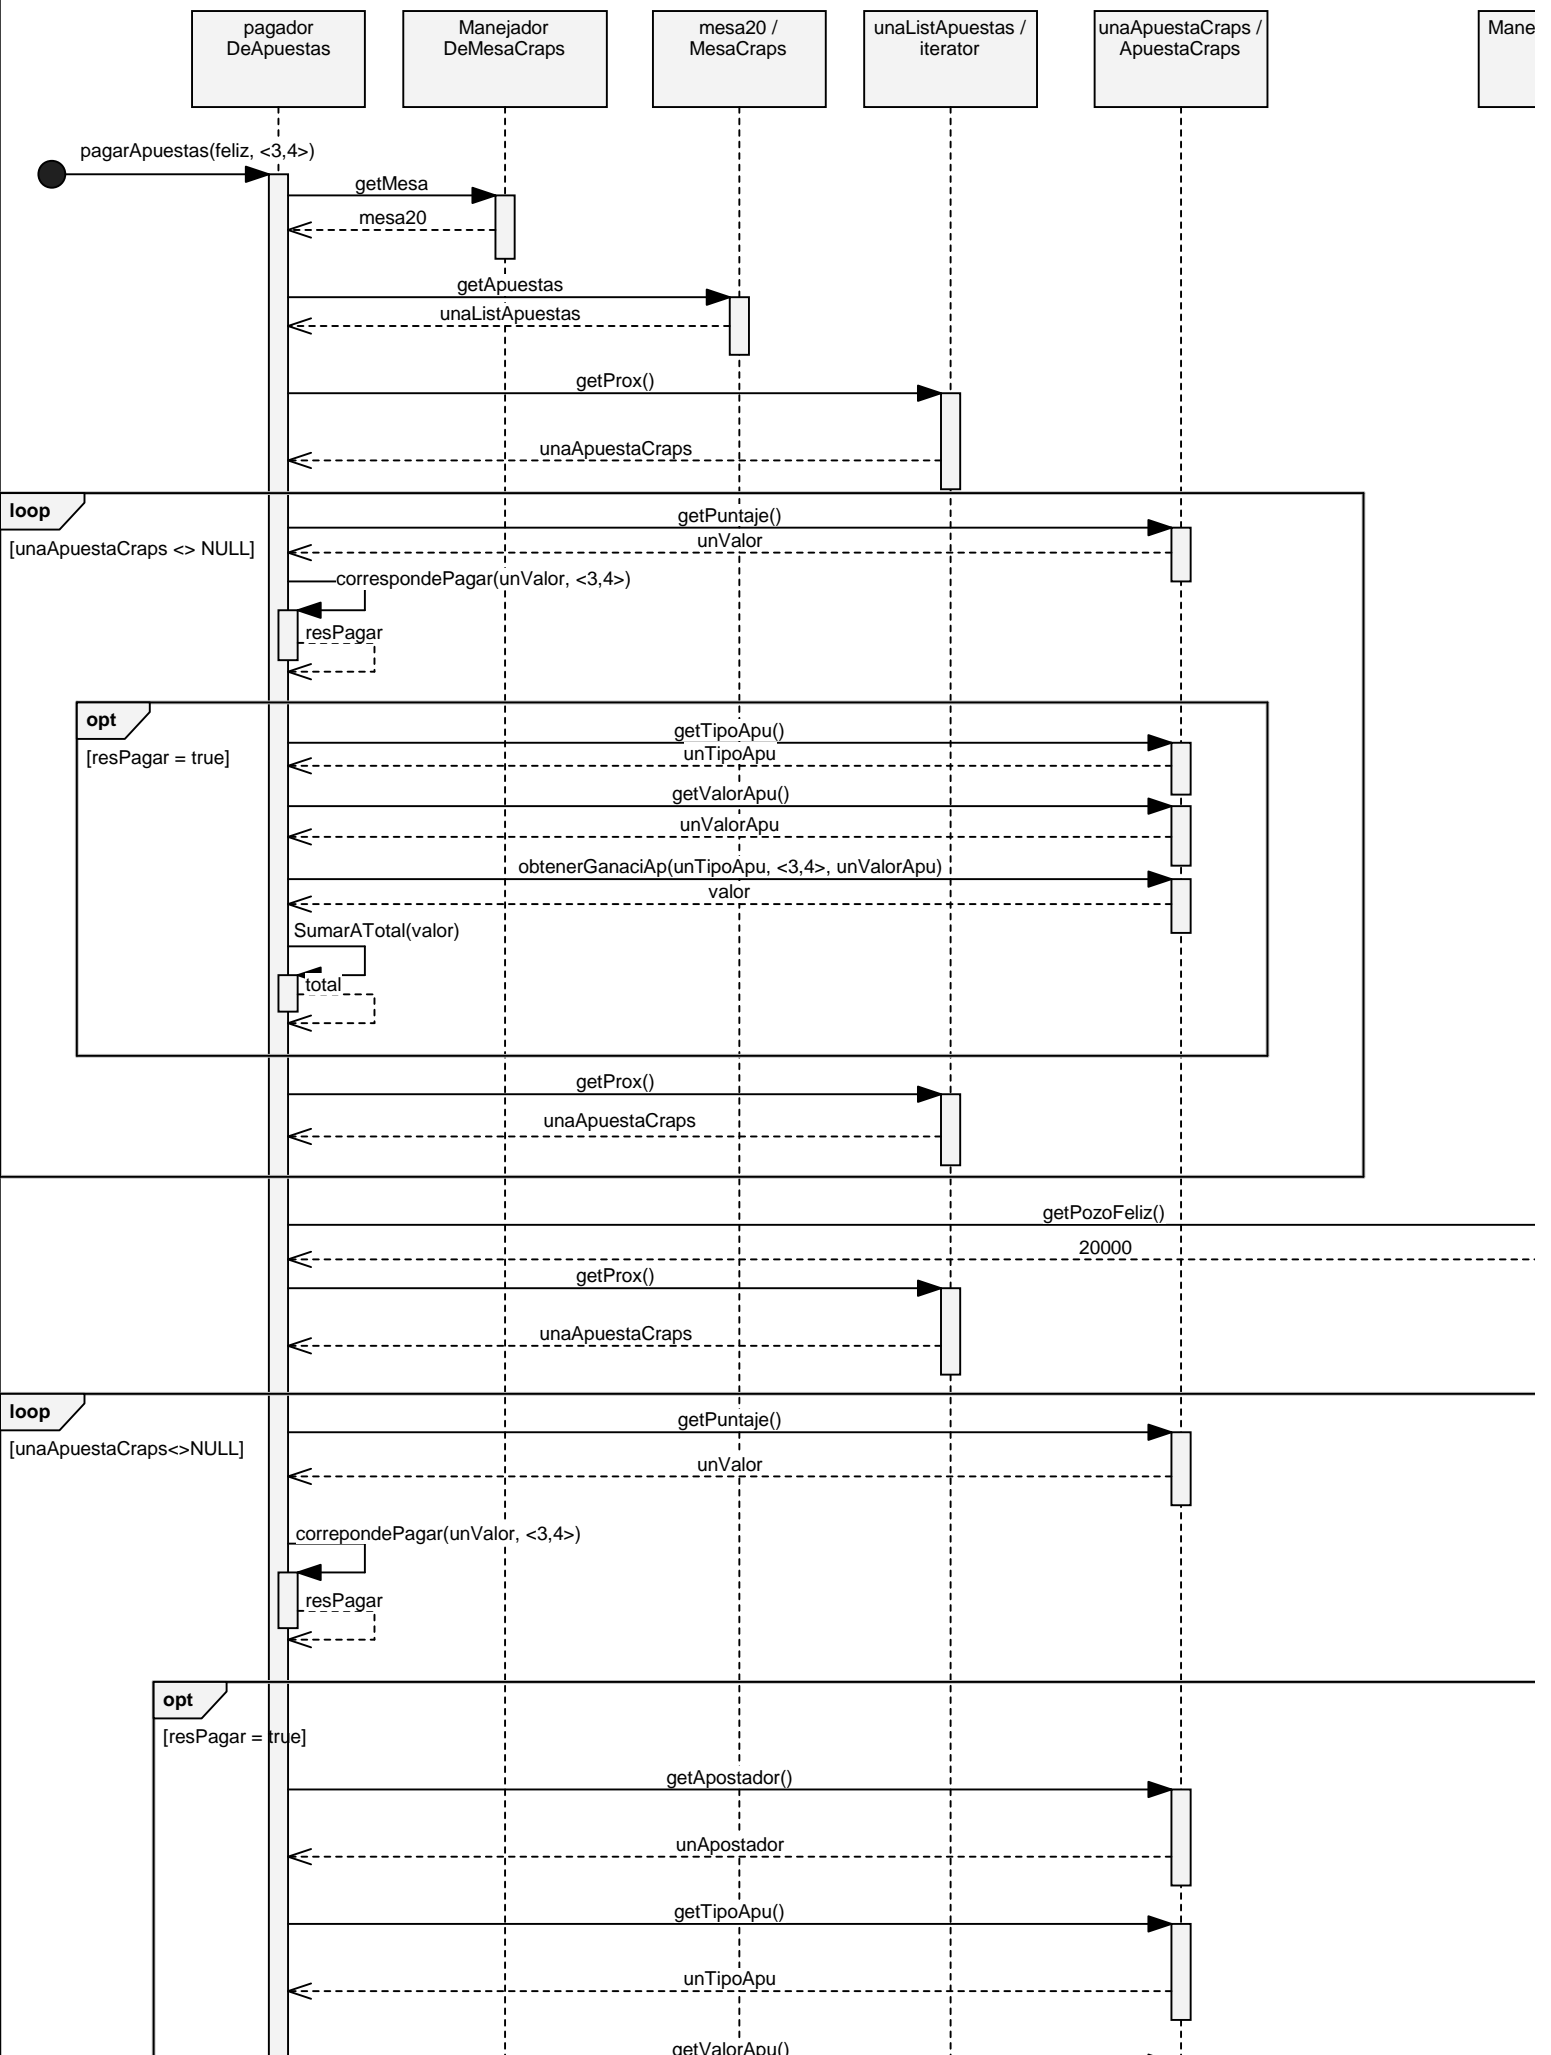 pagador
DeApuestas
Manejador
DeMesaCraps
mesa20 /
MesaCraps
unaListApuestas /
iterator
unaApuestaCraps /
ApuestaCraps
Mane
pagarApuestas(feliz, <3,4>)
getMesa
mesa20
getApuestas
unaListApuestas
getProx()
unaApuestaCraps
loop
[unaApuestaCraps <> NULL]
getPuntaje()
unValor
correspondePagar(unValor, <3,4>)
resPagar
opt
[resPagar = true]
getTipoApu()
unTipoApu
getValorApu()
unValorApu
obtenerGanaciAp(unTipoApu, <3,4>, unValorApu)
valor
SumarATotal(valor)
total
getProx()
unaApuestaCraps
getPozoFeliz()
20000
getProx()
unaApuestaCraps
loop
[unaApuestaCraps<>NULL]
getPuntaje()
unValor
correpondePagar(unValor, <3,4>)
resPagar
opt
[resPagar = true]
getApostador()
unApostador
getTipoApu()
unTipoApu
getValorApu()